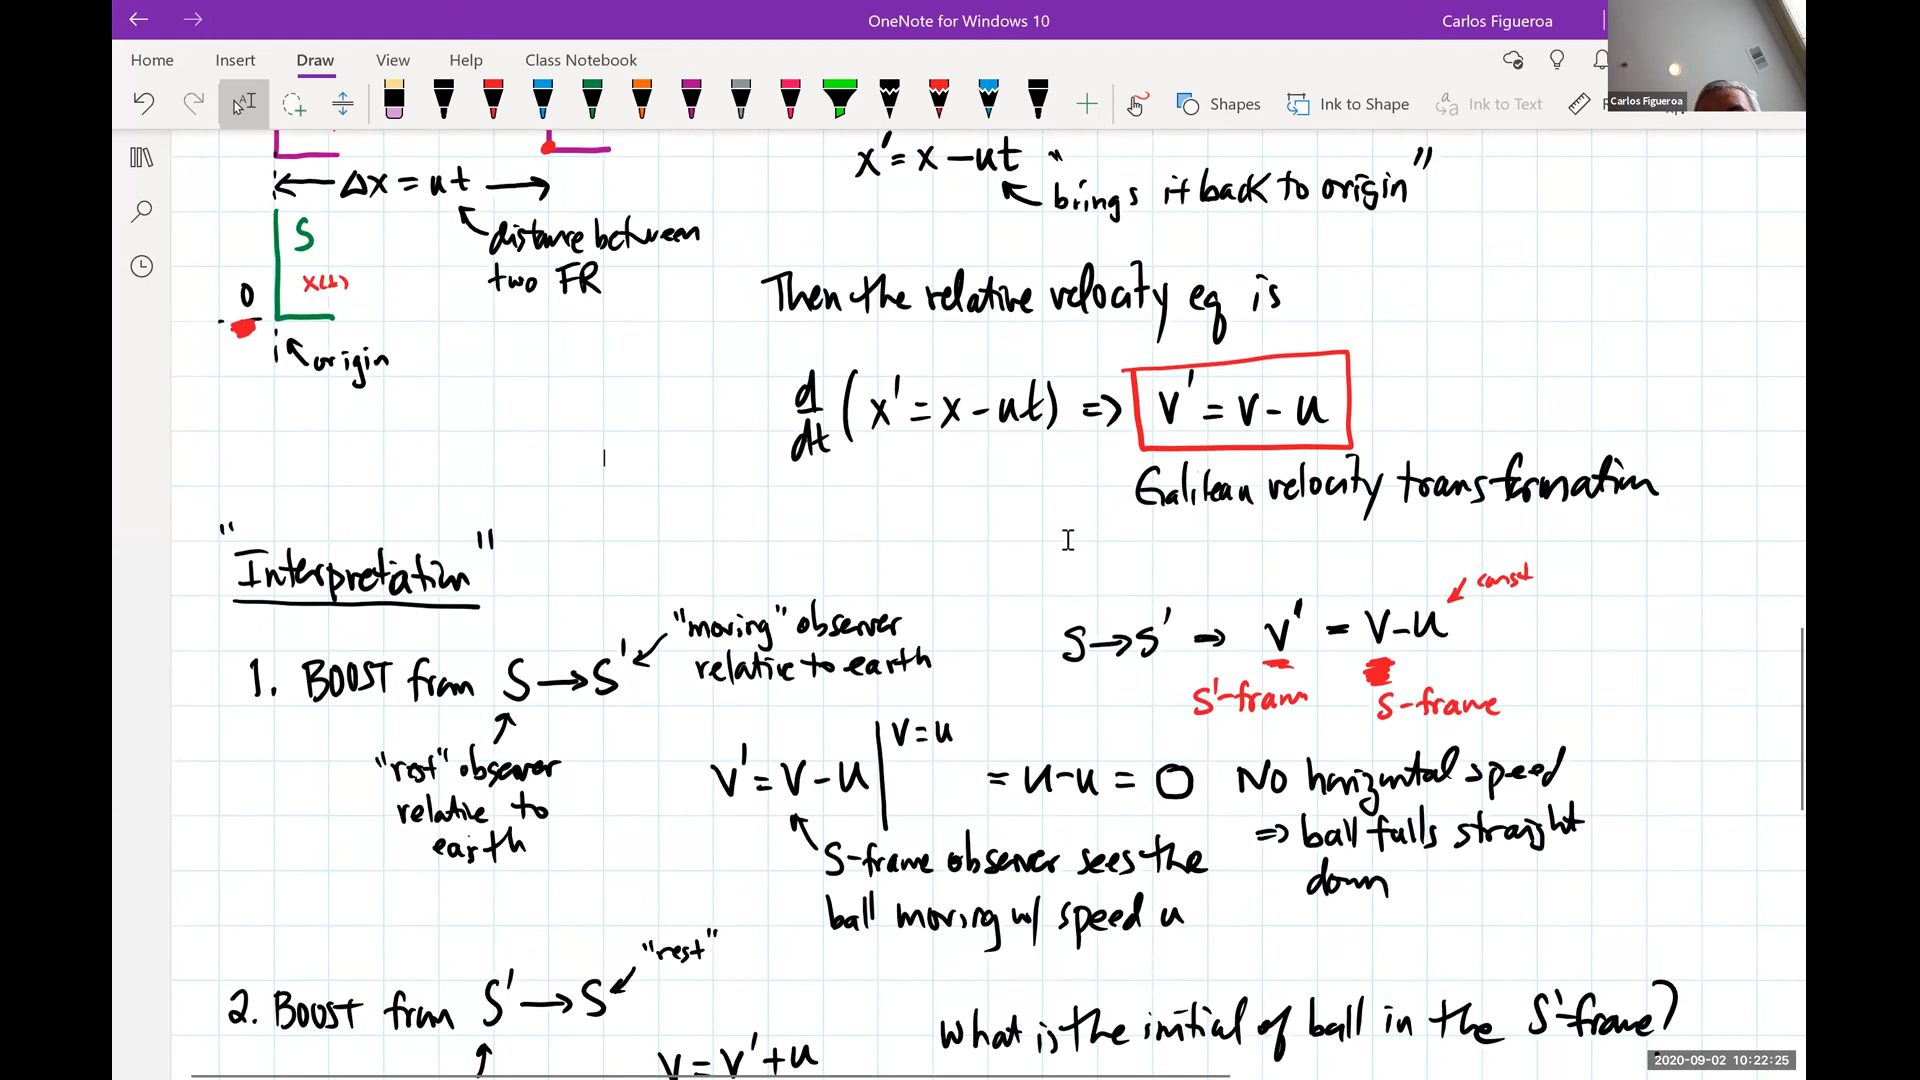 OneNote for Windows 10
Carlos Figueroa
Home Insert Draw View Help Class Notebook
Shapes Ink to Shape Ink to Text
Carlos Figueroa
Δx = ut
distance between
two FR
S
x(t)
0
origin
x' = x - ut
"brings it back to origin"
Then the relative velocity eq is
d/dt (x' = x - ut) => v' = v - u
Galilean velocity transformation
"Interpretation"
1. BOOST from S → S'
"moving" observer
relative to earth
"rest" observer
relative to
earth
S → S' → v' = v - u
const
S'-fram
S-frame
v' = v - u | v = u = u - u = 0
No horizontal speed
=> ball falls straight
down
S-frame observer sees the
ball moving w/ speed u
2. Boost from S' → S
"rest"
v = v' + u
What is the initial of ball in the S'-frame?
2020-09-02 10:22:25